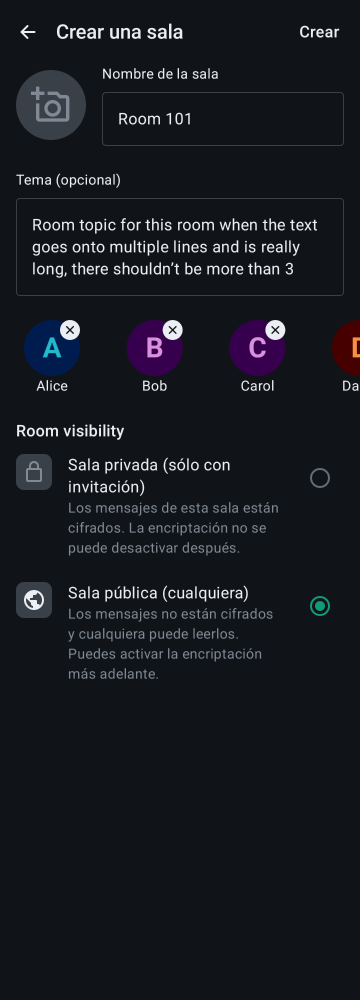 Crear una sala
Crear
Nombre de la sala
Room 101
Tema (opcional)
Room topic for this room when the text
goes onto multiple lines and is really
long, there shouldn’t be more than 3
A
B
C
D
Alice
Bob
Carol
Da
Room visibility
Sala privada (sólo con
invitación)
Los mensajes de esta sala están
cifrados. La encriptación no se
puede desactivar después.
Sala pública (cualquiera)
Los mensajes no están cifrados
y cualquiera puede leerlos.
Puedes activar la encriptación
más adelante.